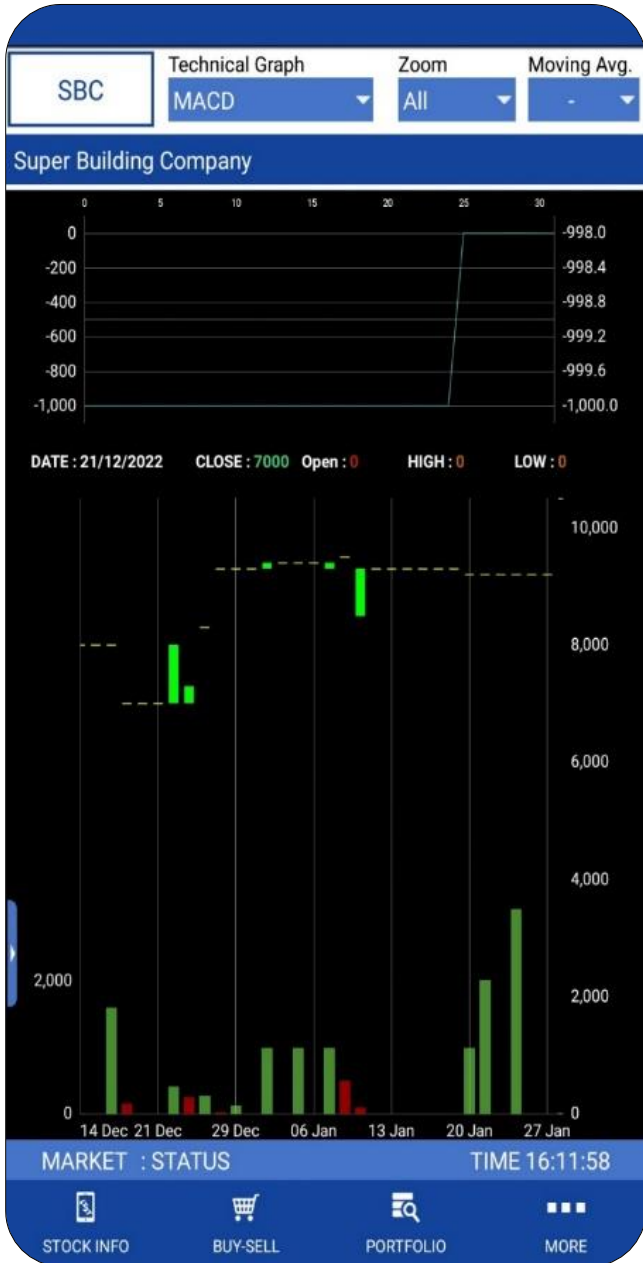 SBC
Technical Graph
Zoom
Moving Avg.
MACD
All
-
Super Building Company
0 5 10 15 20 25 30
0 -998.0
-200 -998.4
-400 -998.8
-600 -999.2
-800 -999.6
-1,000 -1,000.0
DATE : 21/12/2022 CLOSE : 7000 Open : 0 HIGH : 0 LOW : 0
10,000
8,000
6,000
4,000
2,000
2,000
0 0
14 Dec 21 Dec 29 Dec 06 Jan 13 Jan 20 Jan 27 Jan
MARKET : STATUS TIME 16:11:58
STOCK INFO BUY-SELL PORTFOLIO MORE